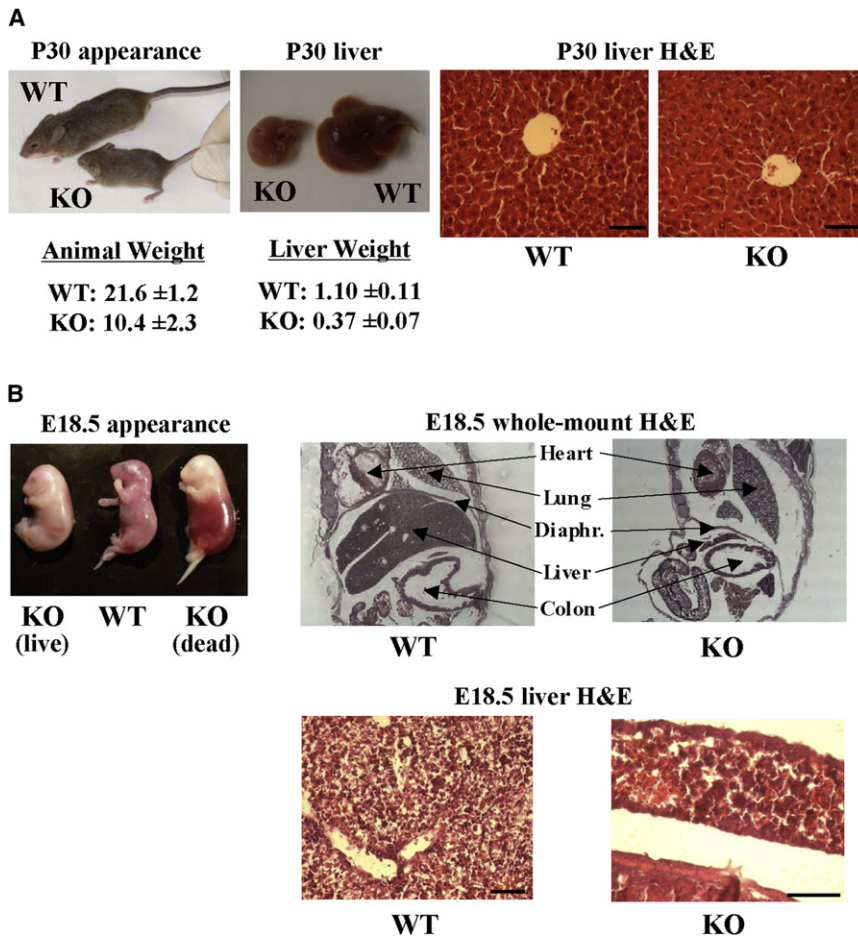 A
P30 appearance
P30 liver
P30 liver H&E
WT
KO
KO
WT
WT
KO
Animal Weight
WT: 21.6 ±1.2
KO: 10.4 ±2.3
Liver Weight
WT: 1.10 ±0.11
KO: 0.37 ±0.07
B
E18.5 appearance
KO
(live)
WT
KO
(dead)
E18.5 whole-mount H&E
Heart
Lung
Diaphr.
Liver
Colon
WT
KO
E18.5 liver H&E
WT
KO